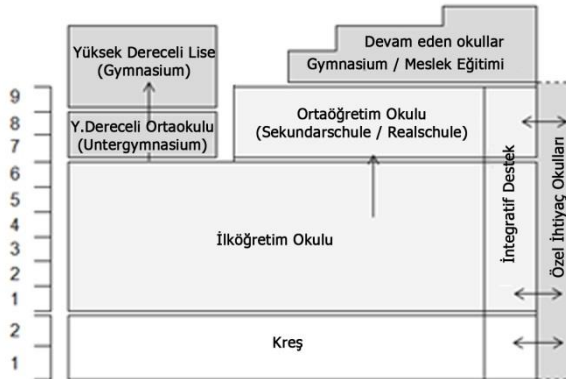 Yüksek Dereceli Lise
(Gymnasium)
Devam eden okullar
Gymnasium / Meslek Eğitimi
9
8
7
6
5
4
3
2
1
2
1
Y.Dereceli Ortaokulu
(Untergymnasium)
Ortaöğretim Okulu
(Sekundarschule / Realschule)
İlköğretim Okulu
Kreş
İntegratif Destek
Özel İhtiyaç Okulları